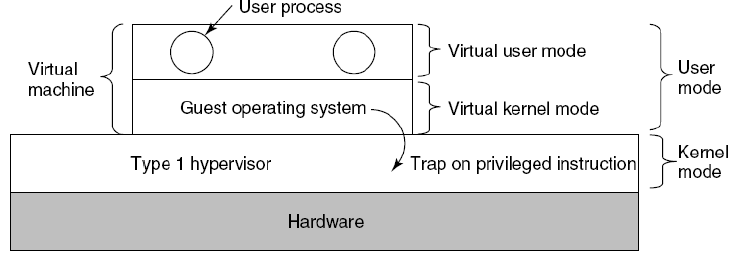 User process
Virtual
machine
Virtual user mode
User
mode
Guest operating system
Virtual kernel mode
Type 1 hypervisor
Trap on privileged instruction
Kernel
mode
Hardware